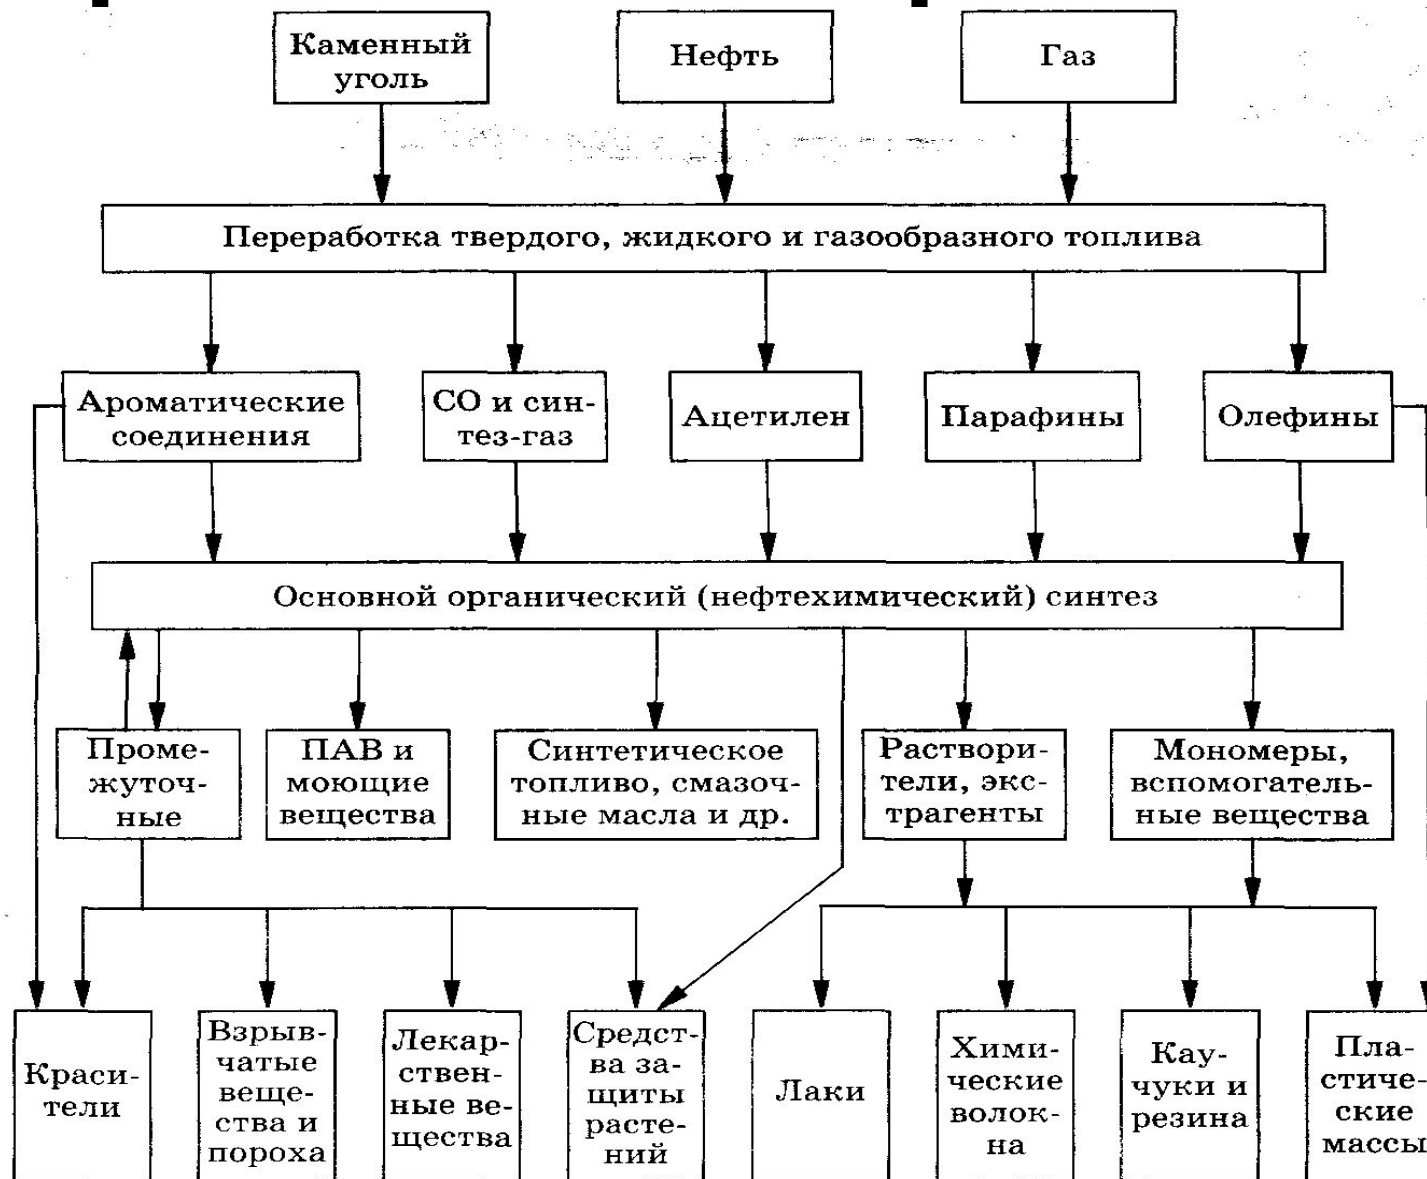 Каменный
уголь
Нефть
Газ
Переработка твердого, жидкого и газообразного топлива
Ароматические
соединения
СО и син-
тез-газ
Ацетилен
Парафины
Олефины
Основной органический (нефтехимический) синтез
Проме-
жуточ-
ные
ПАВ и
моющие
вещества
Синтетическое
топливо, смазоч-
ные масла и др.
Раствори-
тели, экс-
трагенты
Мономеры,
вспомогатель-
ные вещества
Краси-
тели
Взрыв-
чатые
веще-
ства и
пороха
Лекар-
ствен-
ные ве-
щества
Средст-
ва за-
щиты
расте-
ний
Лаки
Хими-
ческие
волок-
на
Кау-
чуки и
резина
Пла-
стиче-
ские
массы